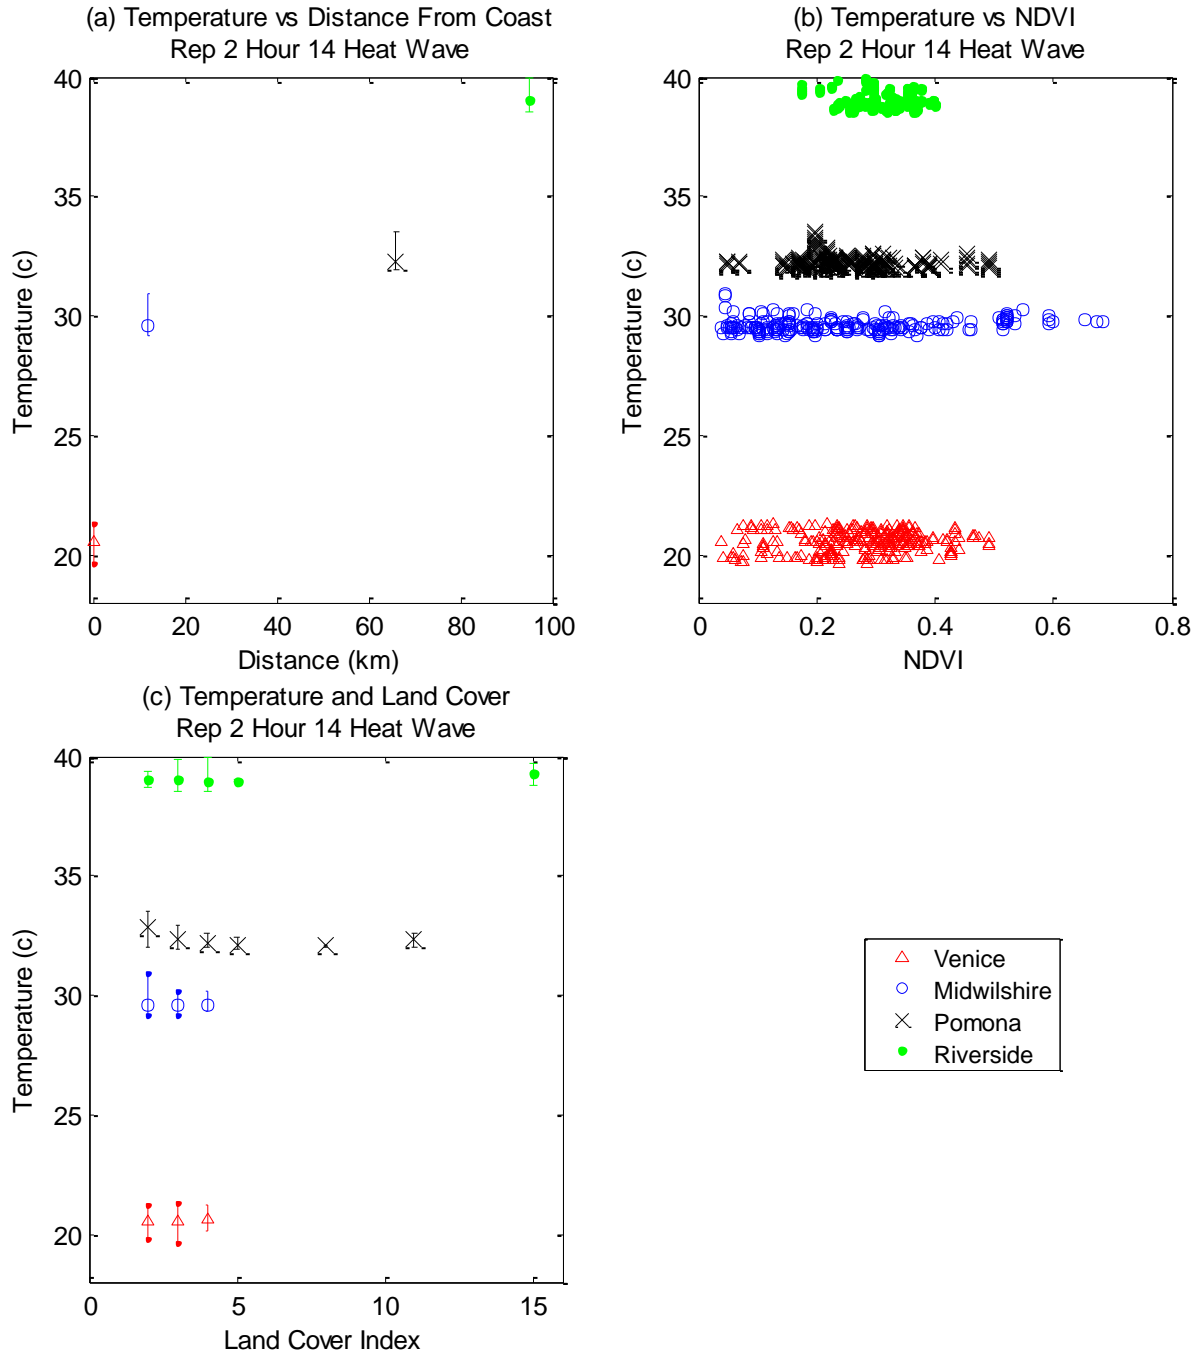 (a) Temperature vs Distance From Coast
Rep 2 Hour 14 Heat Wave
40
35
30
25
20
Temperature (c)
0 20 40 60 80 100
Distance (km)
(b) Temperature vs NDVI
Rep 2 Hour 14 Heat Wave
40
35
30
25
20
Temperature (c)
0 0.2 0.4 0.6 0.8
NDVI
(c) Temperature and Land Cover
Rep 2 Hour 14 Heat Wave
40
35
30
25
20
Temperature (c)
0 5 10 15
Land Cover Index
Venice
Midwilshire
Pomona
Riverside